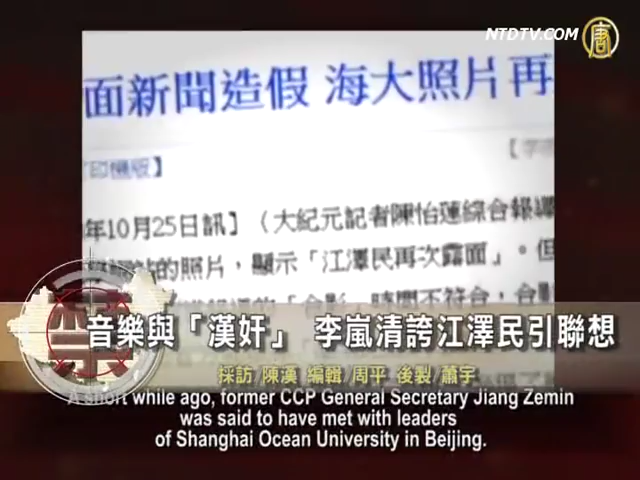 NTDTV.COM
唐
面新聞造假 海大照片再
印機版】
年10月25日訊】（大紀元記者陳怡蓮綜合報導
的照片，顯示「江澤民再次露面」。但
音樂與「漢奸」 李嵐清誇江澤民引聯想
採訪 陳漢 編輯 周平 後製 蕭宇
A short while ago, former CCP General Secretary Jiang Zemin
was said to have met with leaders
of Shanghai Ocean University in Beijing.